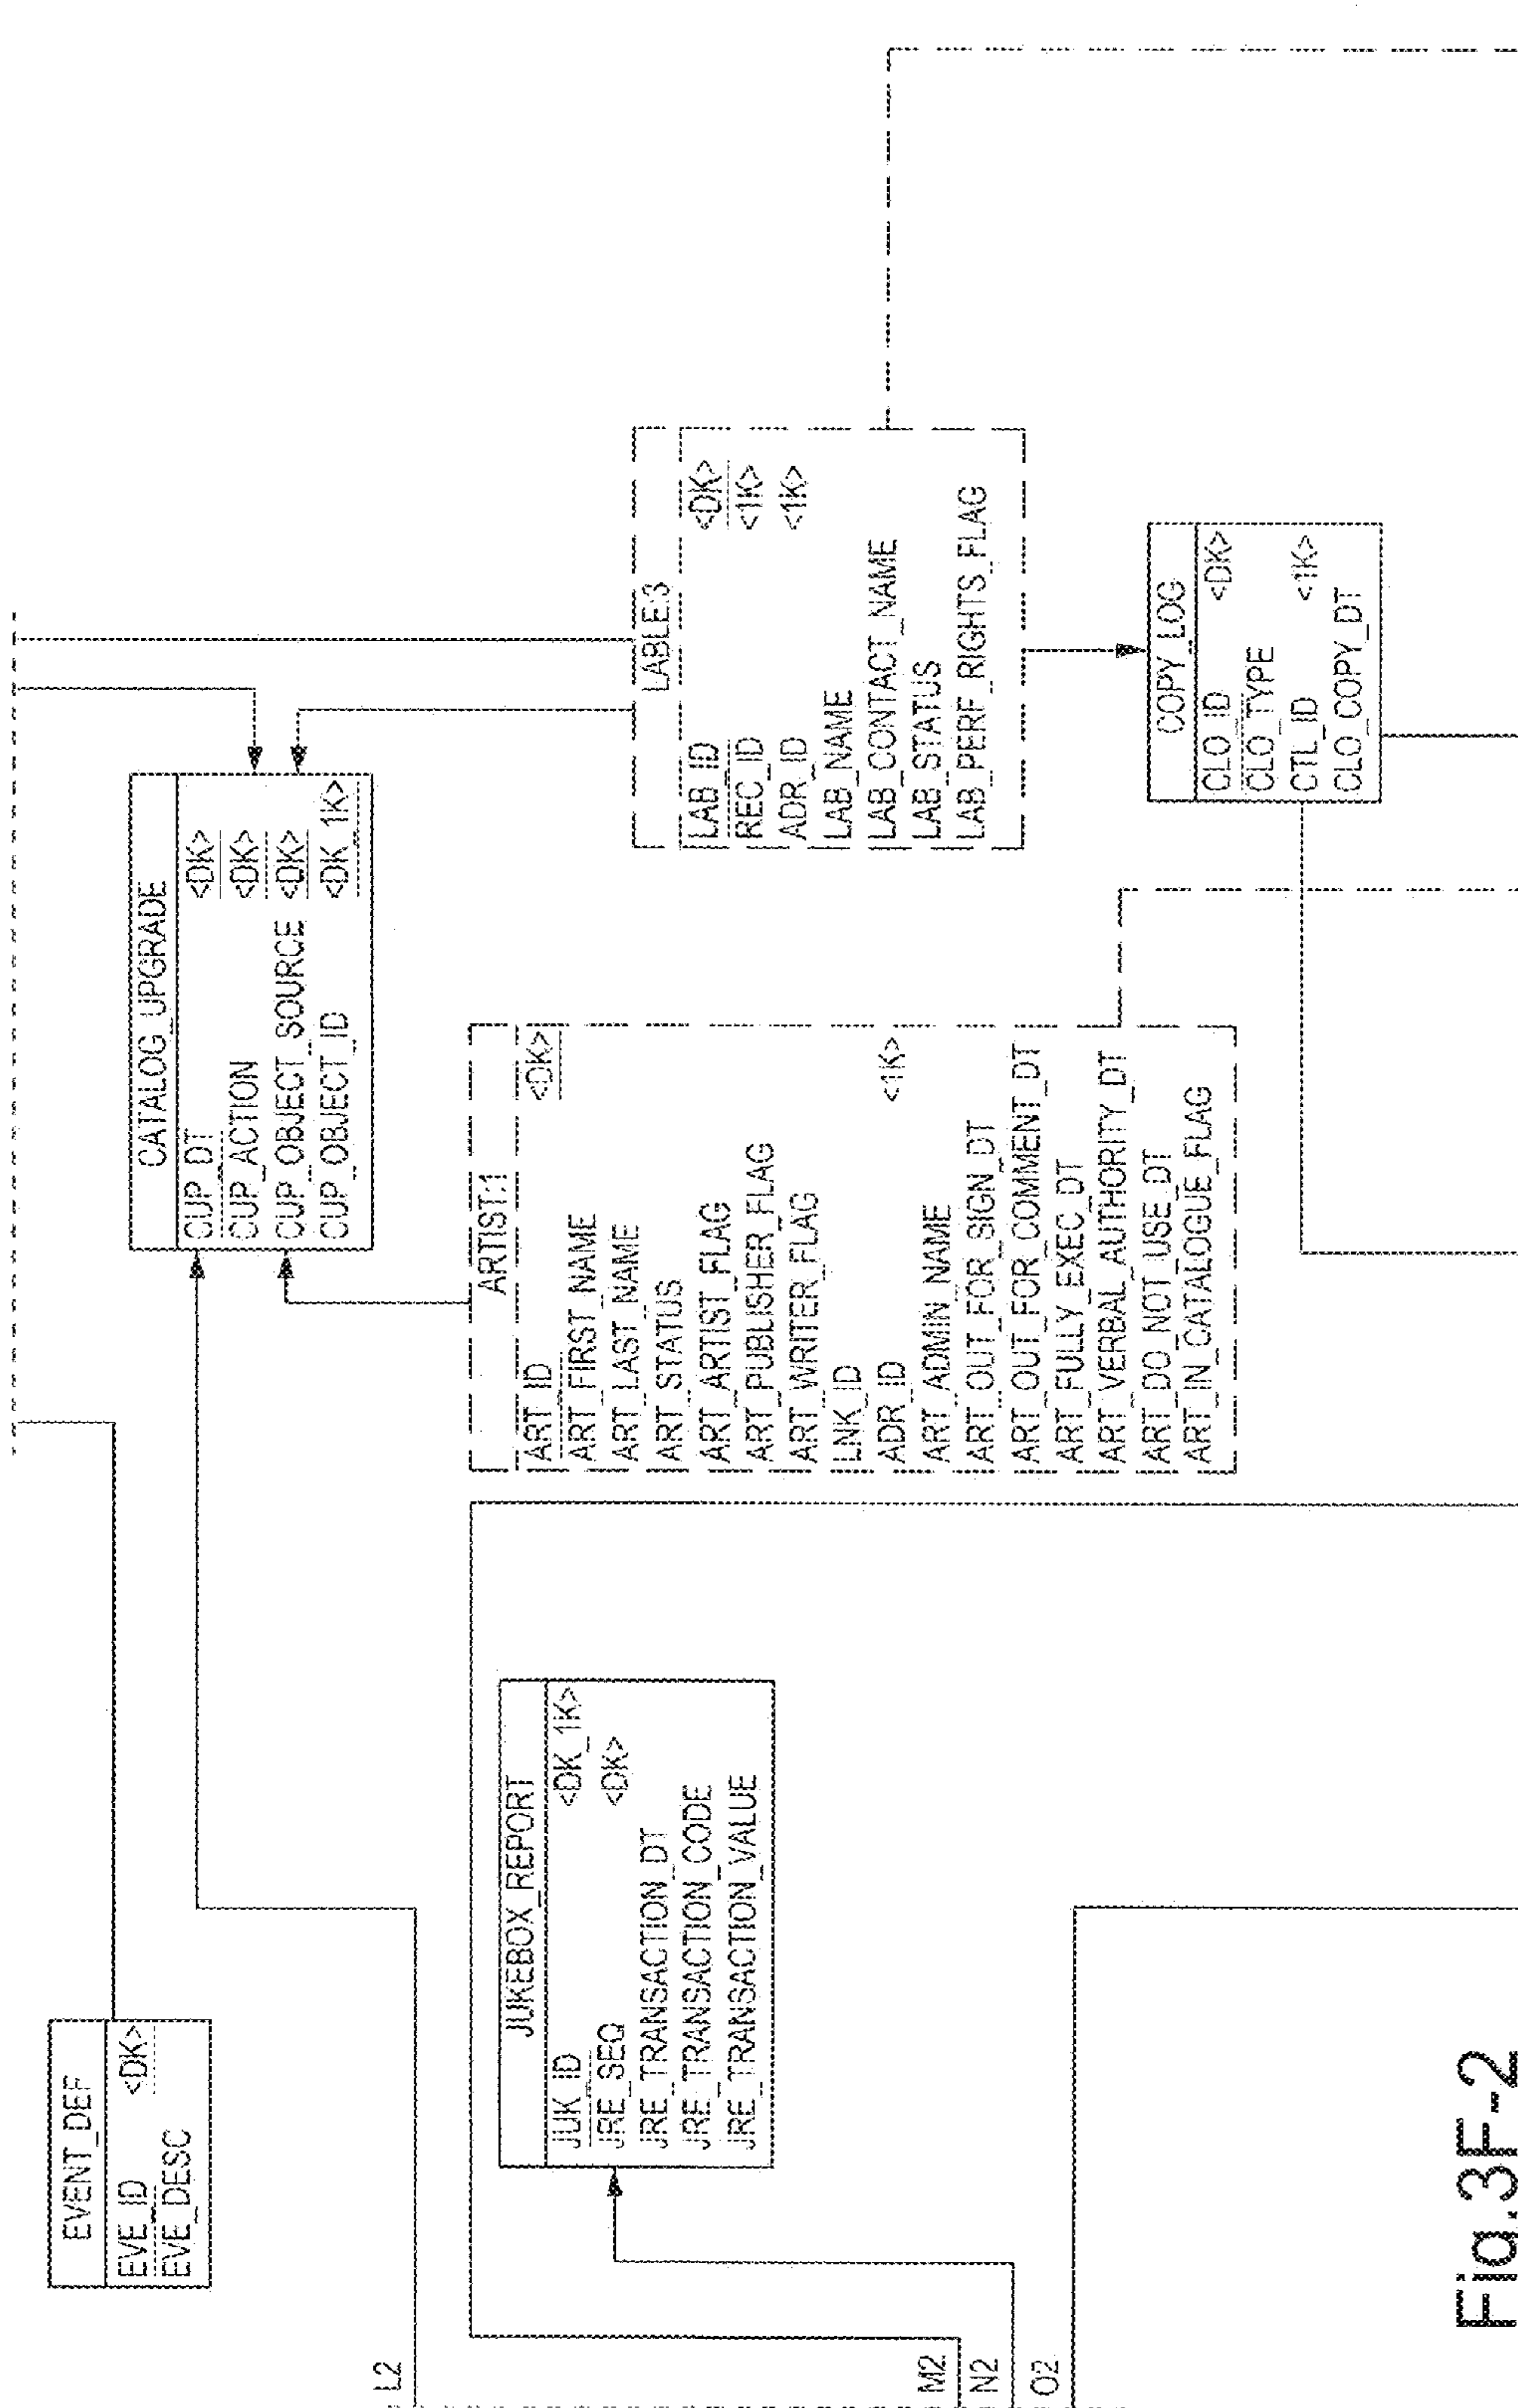 EVENT_DEF
EVE_ID <DK>
EVE_DESC
CATALOG_UPGRADE
CUP_DT <DK>
CUP_ACTION <DK>
CUP_OBJECT_SOURCE <DK>
CUP_OBJECT_ID <DK_1K>
L2
JUKEBOX_REPORT
JUK_ID <DK_1K>
JRE_SEQ <DK>
JRE_TRANSACTION_DT
JRE_TRANSACTION_CODE
JRE_TRANSACTION_VALUE
ARTIST:1
ART_ID <DK>
ART_FIRST_NAME
ART_LAST_NAME
ART_STATUS
ART_ARTIST_FLAG
ART_PUBLISHER_FLAG
ART_WRITER_FLAG
LNK_ID
ADR_ID <1K>
ART_ADMIN_NAME
ART_OUT_FOR_SIGN_DT
ART_OUT_FOR_COMMENT_DT
ART_FULLY_EXEC_DT
ART_VERBAL_AUTHORITY_DT
ART_DO_NOT_USE_DT
ART_IN_CATALOGUE_FLAG
LABLE:3
LAB_ID <DK>
REC_ID <1K>
ADR_ID <1K>
LAB_NAME
LAB_CONTACT_NAME
LAB_STATUS
LAB_PERF_RIGHTS_FLAG
M2
N2
O2
COPY_LOG
CLO_ID <DK>
CLO_TYPE
CTL_ID <1K>
CLO_COPY_DT
Fig.3F-2